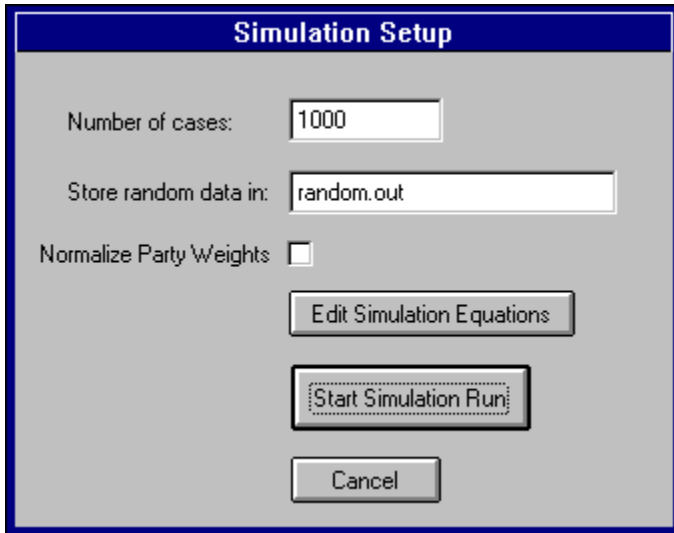 Simulation Setup
Number of cases: 1000
Store random data in: random.out
Normalize Party Weights
Edit Simulation Equations
Start Simulation Run
Cancel